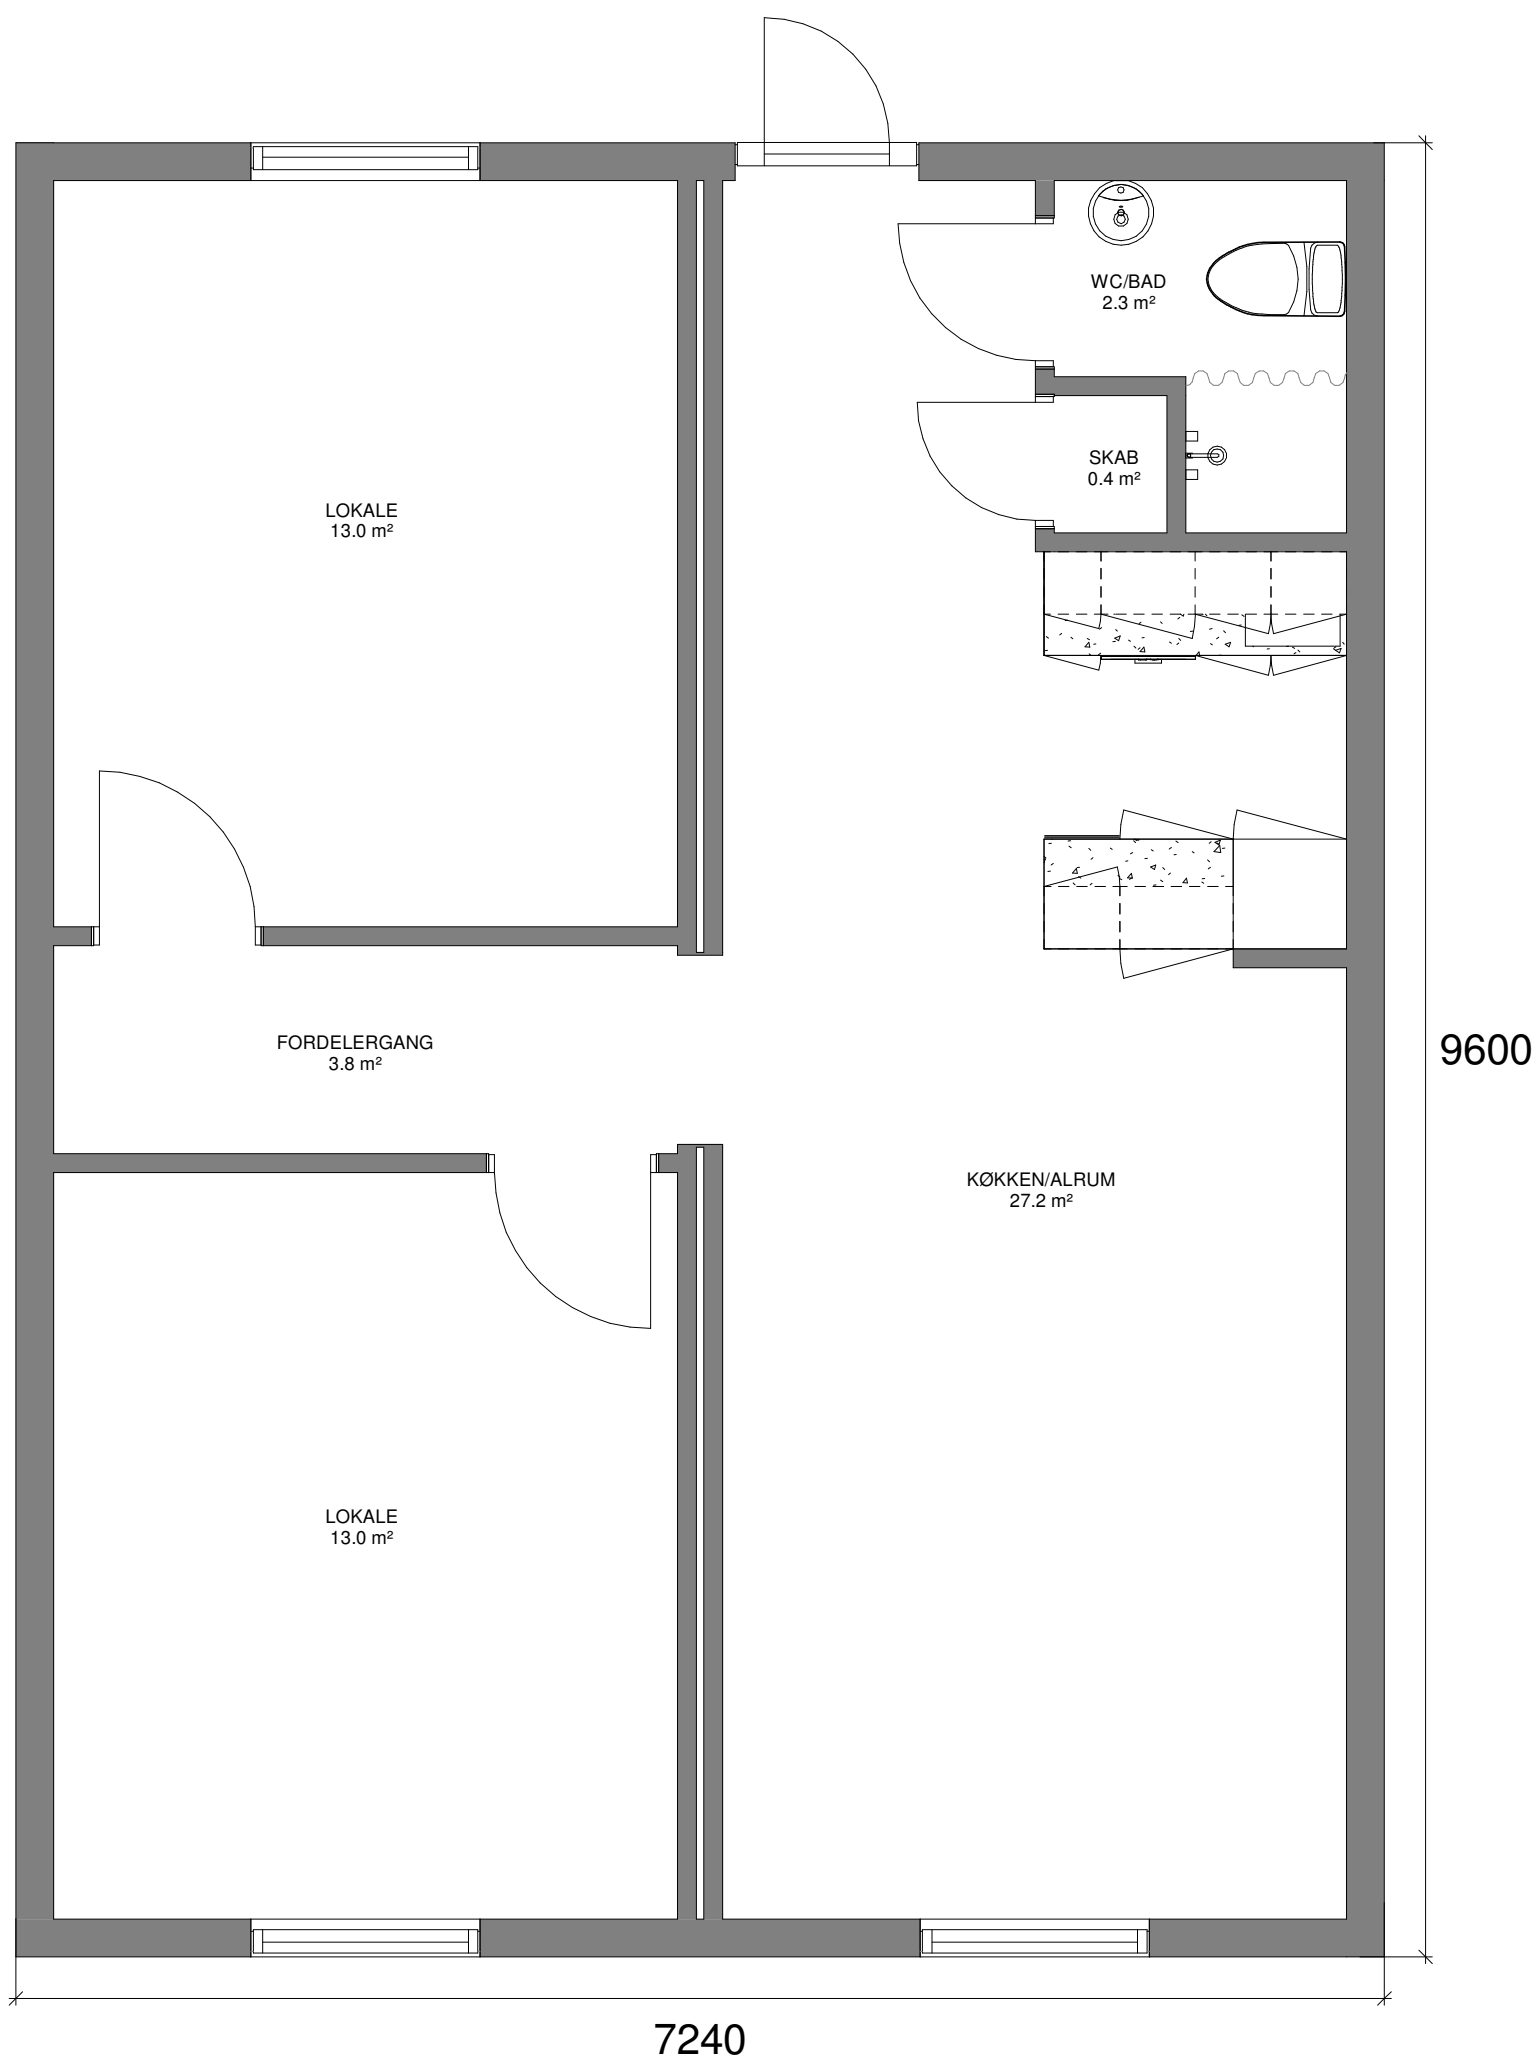 WC/BAD
2.3 m²
SKAB
0.4 m²
LOKALE
13.0 m²
FORDELERGANG
3.8 m²
9600
KØKKEN/ALRUM
27.2 m²
LOKALE
13.0 m²
7240